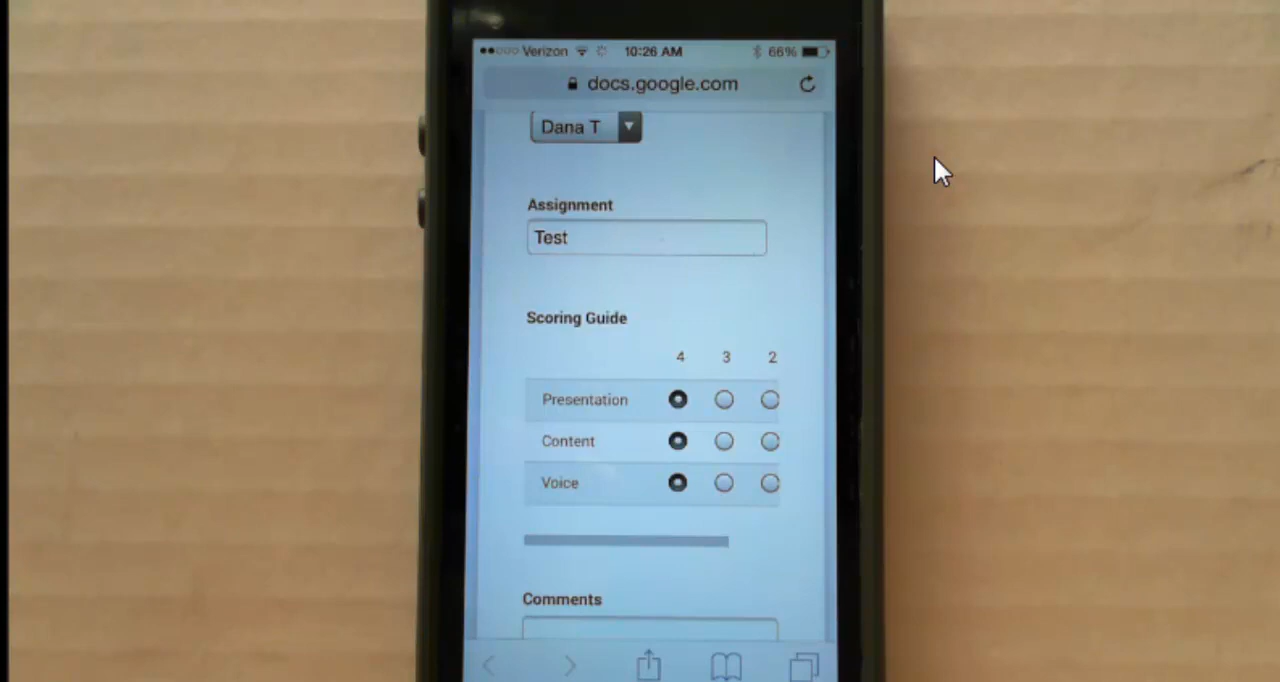 Verizon 10:26 AM 66%
docs.google.com
Dana T
Assignment
Test
Scoring Guide
4 3 2
Presentation
Content
Voice
Comments